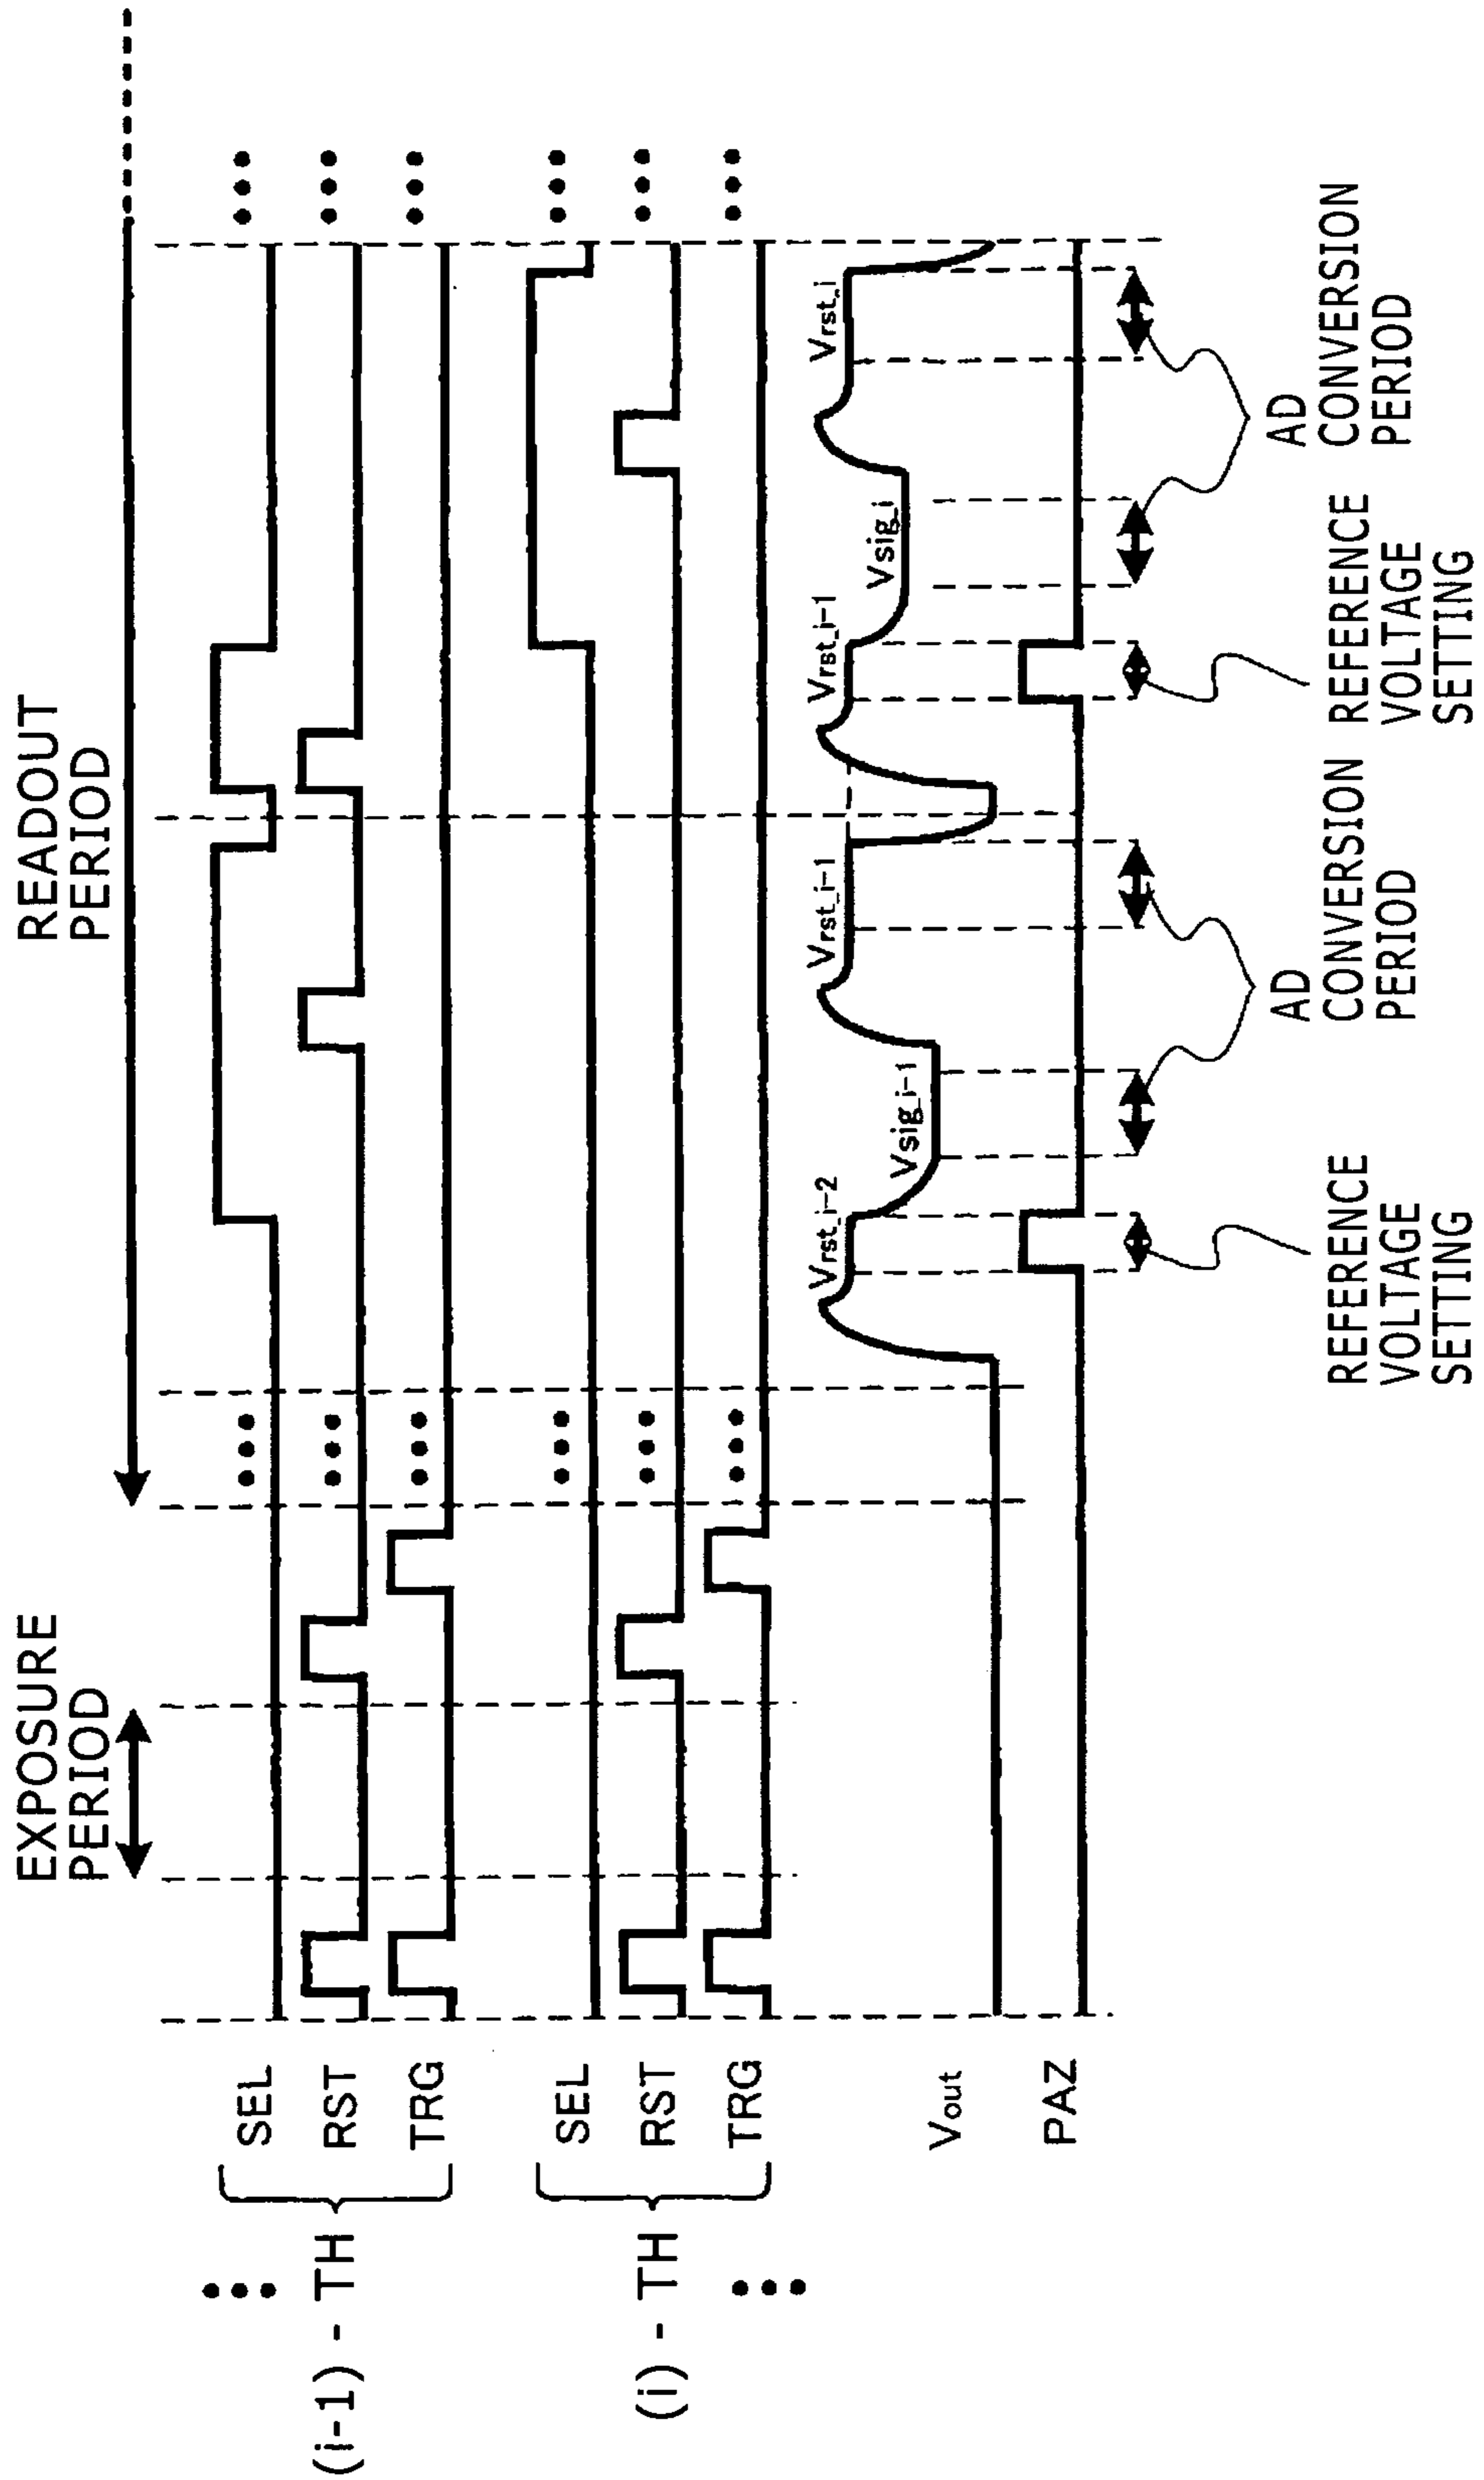 EXPOSURE
PERIOD
READOUT
PERIOD
(i-1) - TH
SEL
RST
TRG
(i) - TH
SEL
RST
TRG
Vout
PAZ
Vrst_i-2
Vsig_i-1
Vrst_i-1
Vrst_i-1
Vsig_i
Vrst_i
REFERENCE
VOLTAGE
SETTING
AD
CONVERSION
PERIOD
REFERENCE
VOLTAGE
SETTING
AD
CONVERSION
PERIOD